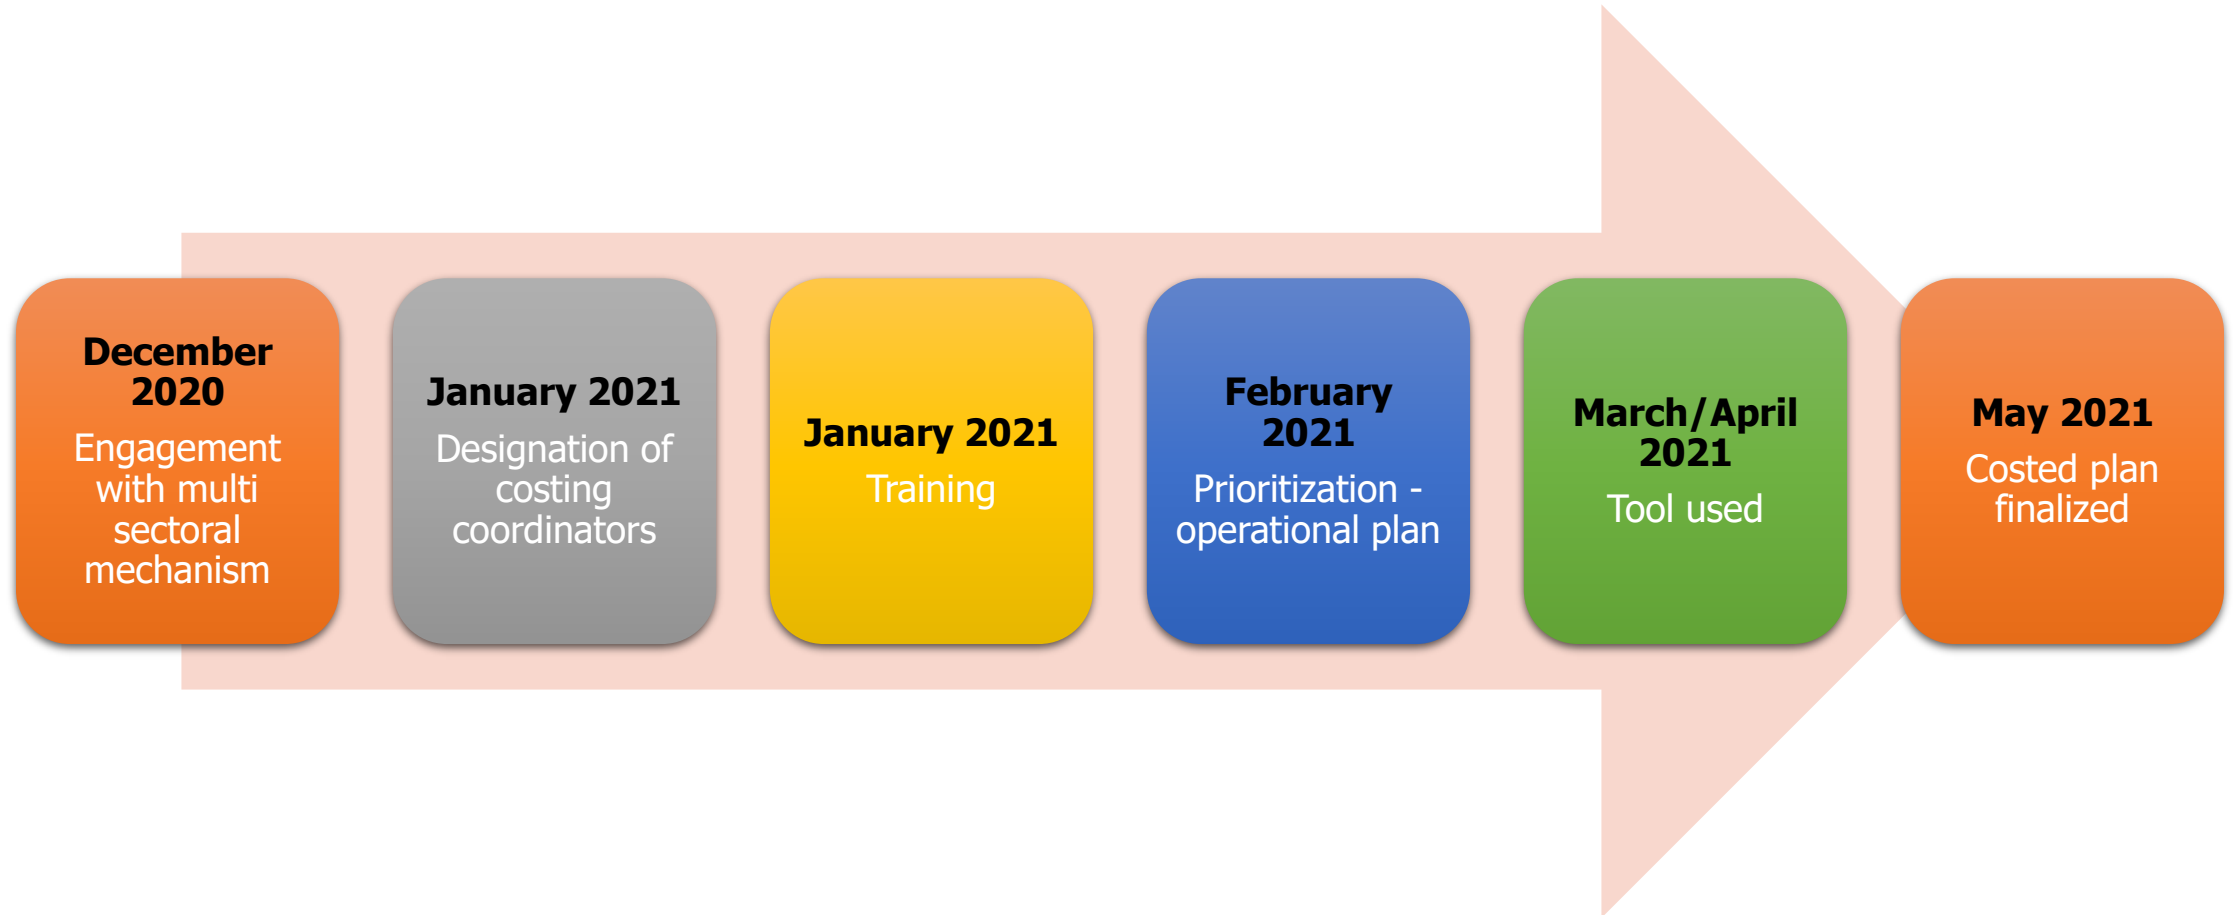 December
2020
Engagement
with multi
sectoral
mechanism
January 2021
Designation of
costing
coordinators
January 2021
Training
February
2021
Prioritization -
operational plan
March/April
2021
Tool used
May 2021
Costed plan
finalized